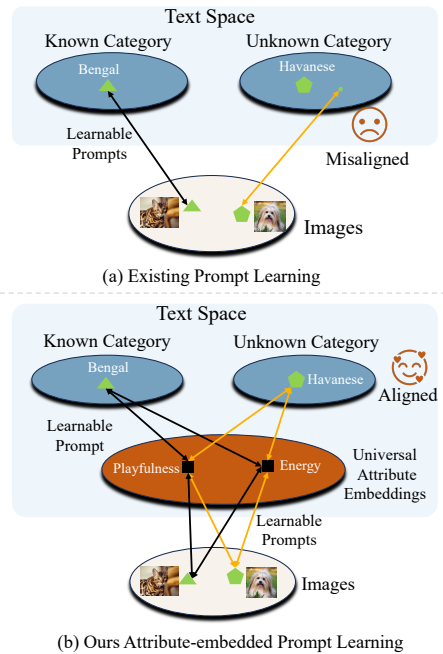 Text Space
Known Category
Unknown Category
Bengal
Havanese
Learnable
Prompts
Misaligned
Images
(a) Existing Prompt Learning
Text Space
Known Category
Unknown Category
Bengal
Havanese
Aligned
Learnable
Prompt
Playfulness
Energy
Universal
Attribute
Embeddings
Learnable
Prompts
Images
(b) Ours Attribute-embedded Prompt Learning